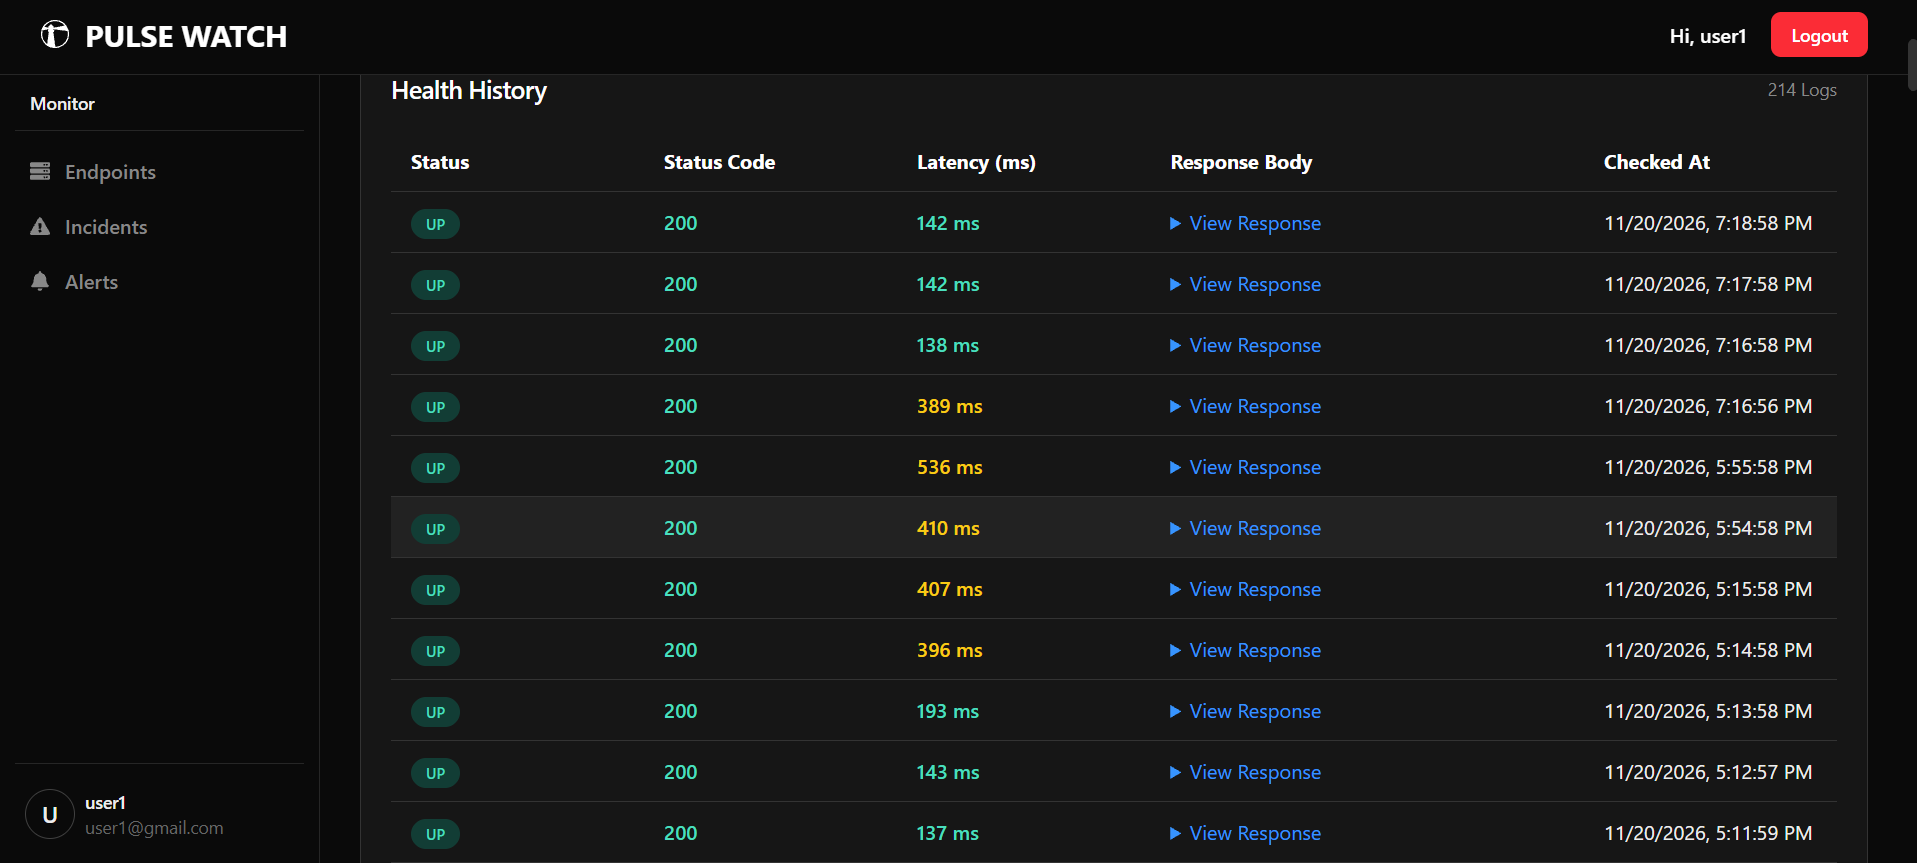 PULSE WATCH
Hi, user1
Logout
Monitor
Endpoints
Incidents
Alerts
Health History
214 Logs
Status Status Code Latency (ms) Response Body Checked At
UP 200 142 ms View Response 11/20/2026, 7:18:58 PM
UP 200 142 ms View Response 11/20/2026, 7:17:58 PM
UP 200 138 ms View Response 11/20/2026, 7:16:58 PM
UP 200 389 ms View Response 11/20/2026, 7:16:56 PM
UP 200 536 ms View Response 11/20/2026, 5:55:58 PM
UP 200 410 ms View Response 11/20/2026, 5:54:58 PM
UP 200 407 ms View Response 11/20/2026, 5:15:58 PM
UP 200 396 ms View Response 11/20/2026, 5:14:58 PM
UP 200 193 ms View Response 11/20/2026, 5:13:58 PM
UP 200 143 ms View Response 11/20/2026, 5:12:57 PM
UP 200 137 ms View Response 11/20/2026, 5:11:59 PM
U
user1
user1@gmail.com